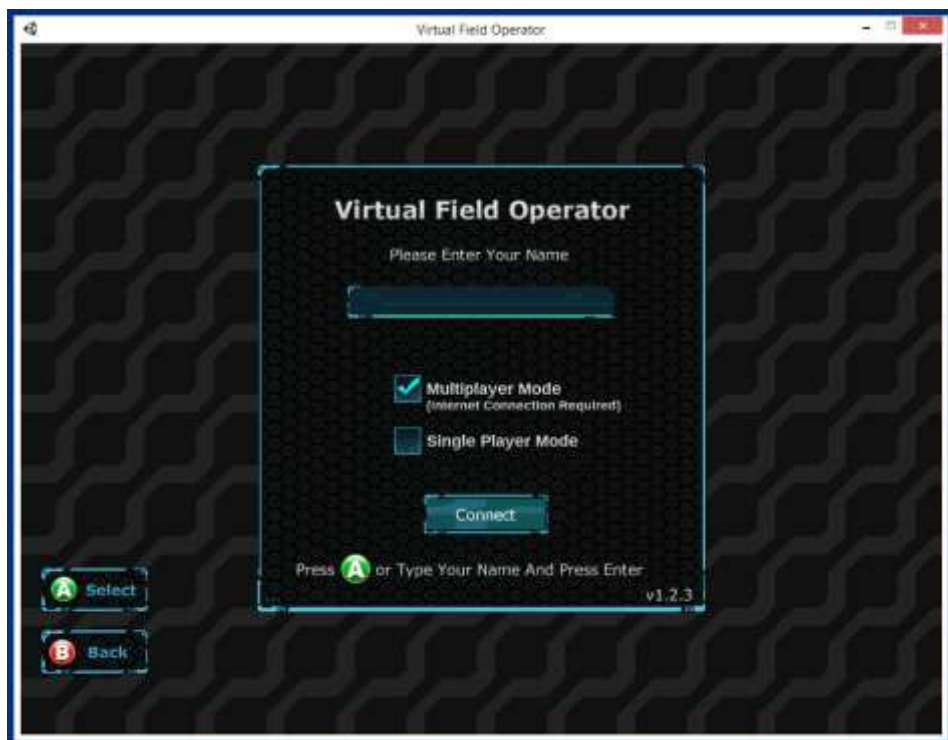 Virtual Field Operator
Virtual Field Operator
Please Enter Your Name
Multiplayer Mode
(Internet Connection Required)
Single Player Mode
Connect
Press A or Type Your Name And Press Enter
v1.2.3
A Select
B Back